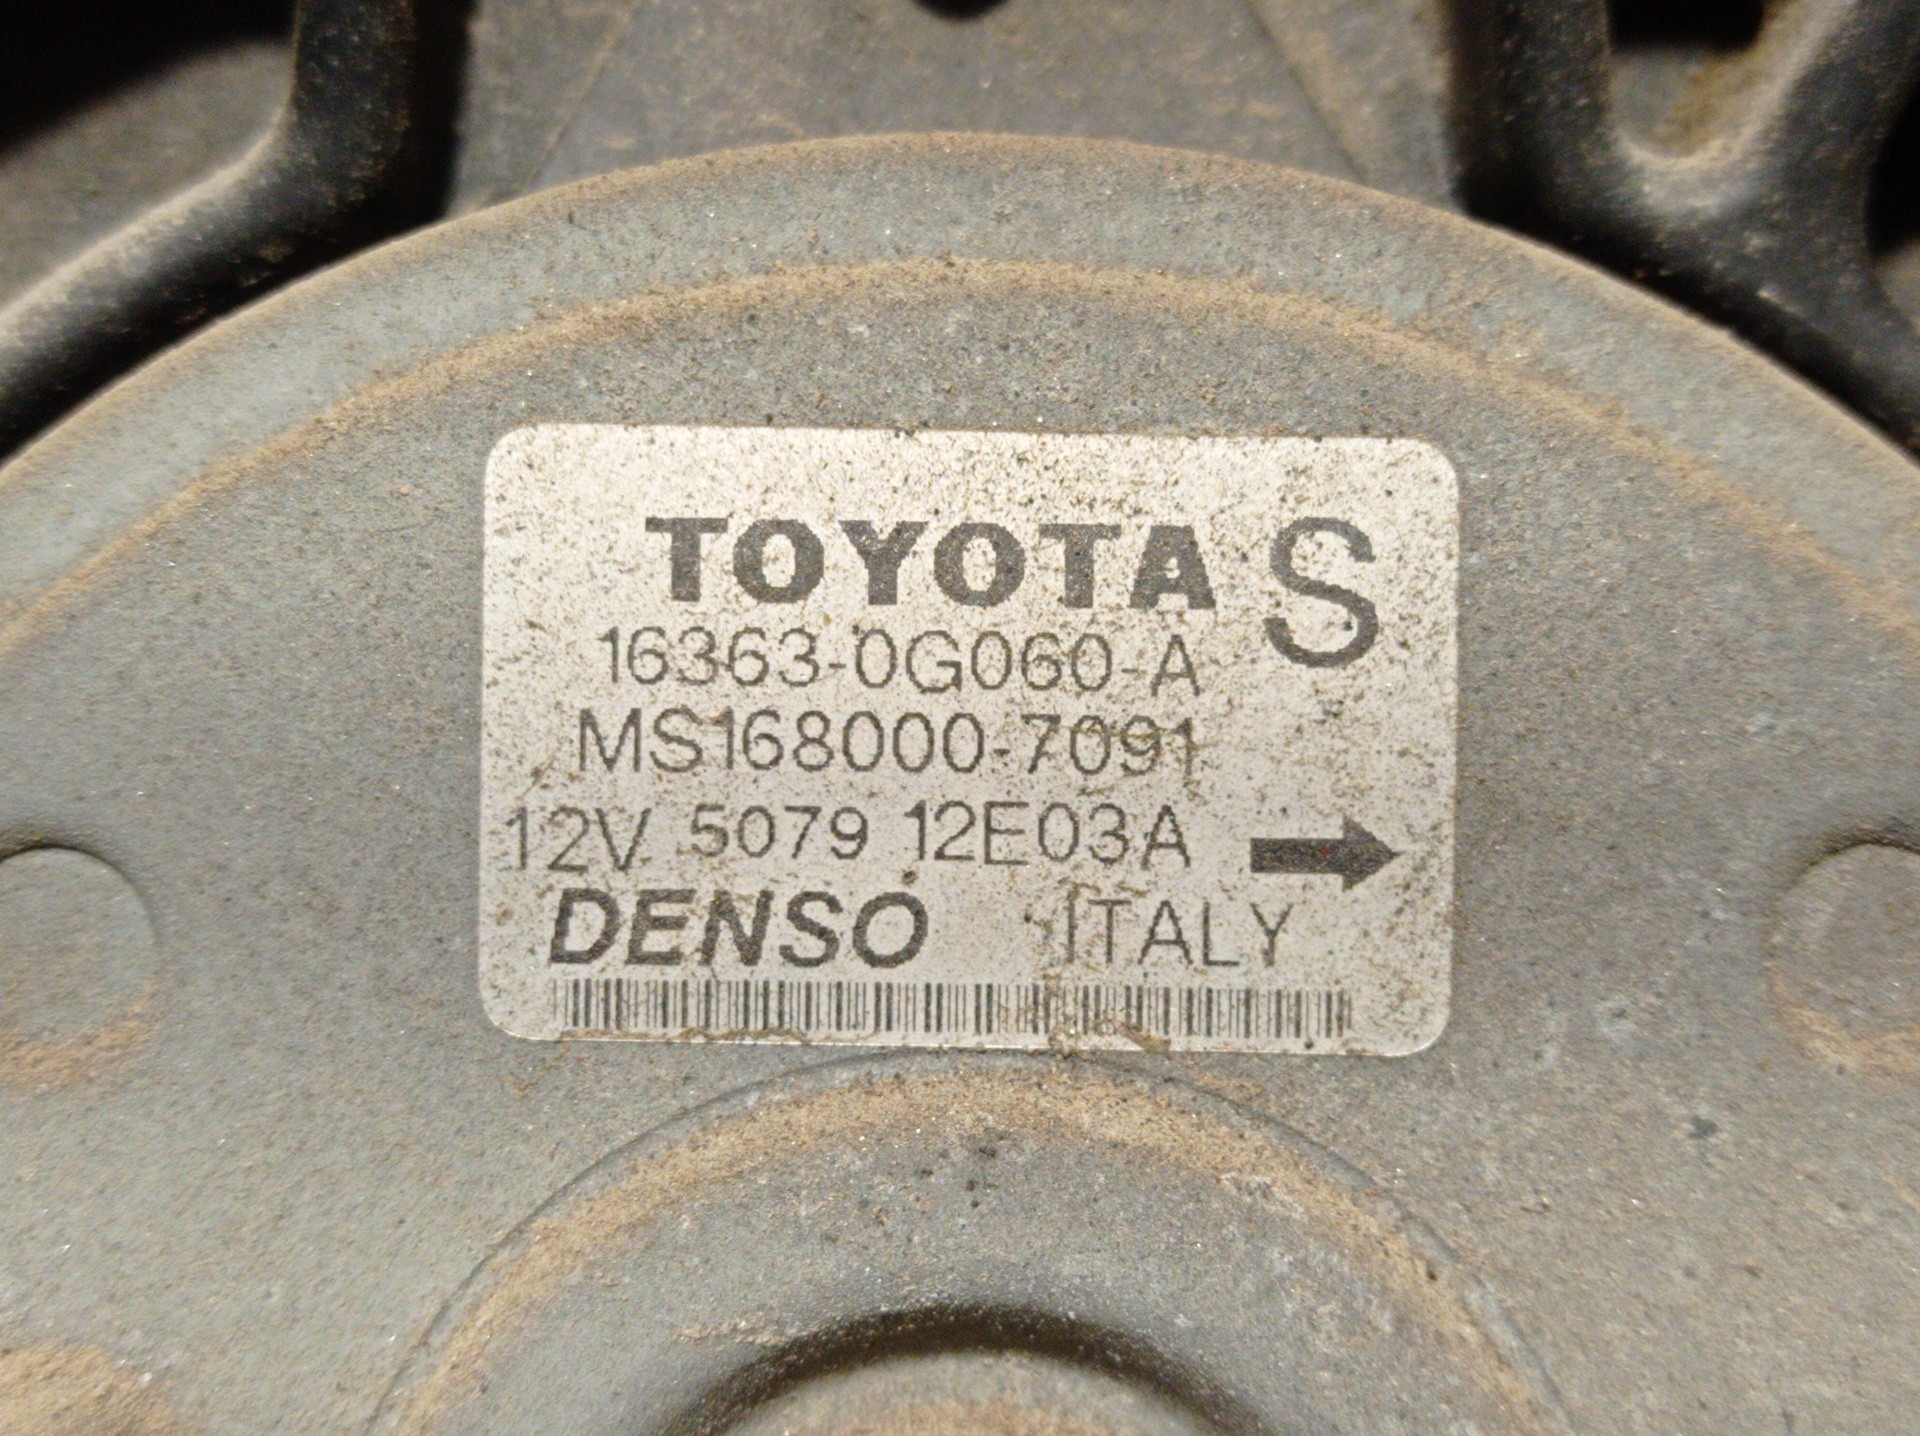 TOYOTA S
16363-0G060-A
MS168000-7091
12V 5079 12E03A
DENSO ITALY